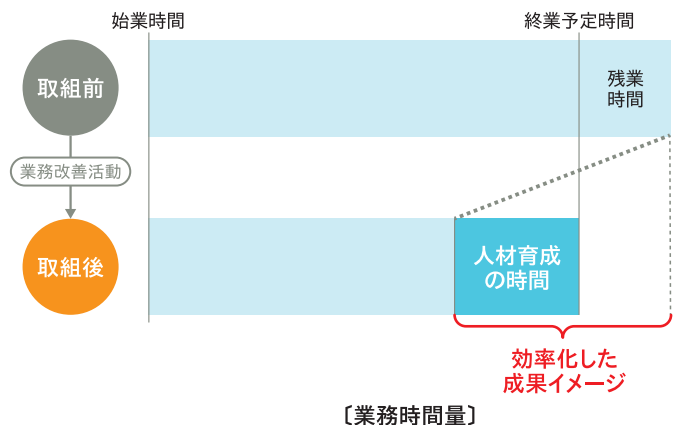 始業時間
終業予定時間
取組前
残業
時間
業務改善活動
取組後
人材育成
の時間
効率化した
成果イメージ
〔業務時間量〕